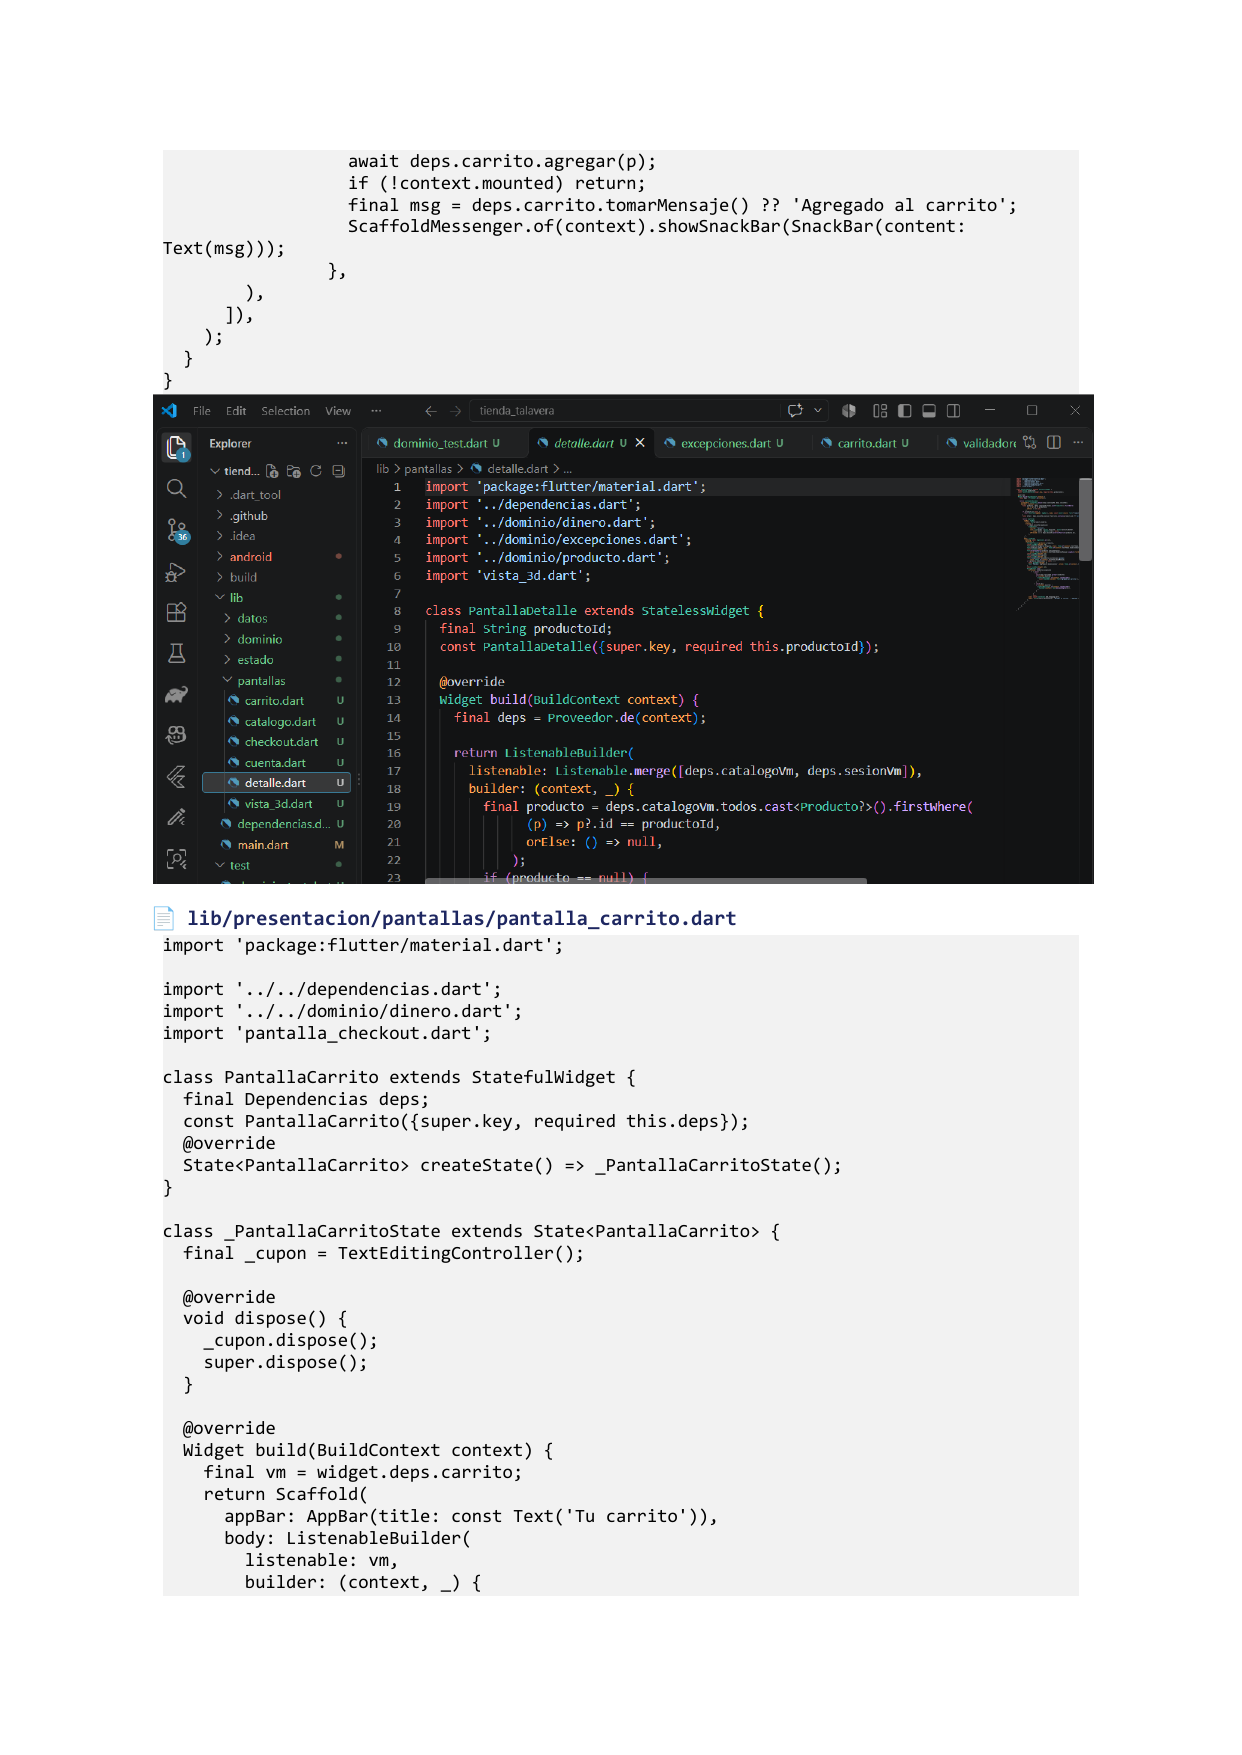 await deps.carrito.agregar(p);
                  if (!context.mounted) return;
                  final msg = deps.carrito.tomarMensaje() ?? 'Agregado al carrito';
                  ScaffoldMessenger.of(context).showSnackBar(SnackBar(content:
Text(msg)));
                },
        ),
      ]),
    );
  }
}
File Edit Selection View ··· tienda_talavera
Explorer ···
dominio_test.dart U detalle.dart U excepciones.dart U carrito.dart U validadore ···
tiend...
lib > pantallas > detalle.dart > ...
.dart_tool
.github
.idea
android
build
lib
datos
dominio
estado
pantallas
carrito.dart U
catalogo.dart U
checkout.dart U
cuenta.dart U
detalle.dart U
vista_3d.dart U
dependencias.d... U
main.dart M
test
1
36
1 import 'package:flutter/material.dart';
2 import '../dependencias.dart';
3 import '../dominio/dinero.dart';
4 import '../dominio/excepciones.dart';
5 import '../dominio/producto.dart';
6 import 'vista_3d.dart';
7
8 class PantallaDetalle extends StatelessWidget {
9   final String productoId;
10   const PantallaDetalle({super.key, required this.productoId});
11
12   @override
13   Widget build(BuildContext context) {
14     final deps = Proveedor.de(context);
15
16     return ListenableBuilder(
17       listenable: Listenable.merge([deps.catalogoVm, deps.sesionVm]),
18       builder: (context, _) {
19         final producto = deps.catalogoVm.todos.cast<Producto?>().firstWhere(
20               (p) => p?.id == productoId,
21               orElse: () => null,
22             );
23         if (producto == null) {
lib/presentacion/pantallas/pantalla_carrito.dart
import 'package:flutter/material.dart';

import '../../dependencias.dart';
import '../../dominio/dinero.dart';
import 'pantalla_checkout.dart';

class PantallaCarrito extends StatefulWidget {
  final Dependencias deps;
  const PantallaCarrito({super.key, required this.deps});
  @override
  State<PantallaCarrito> createState() => _PantallaCarritoState();
}

class _PantallaCarritoState extends State<PantallaCarrito> {
  final _cupon = TextEditingController();

  @override
  void dispose() {
    _cupon.dispose();
    super.dispose();
  }

  @override
  Widget build(BuildContext context) {
    final vm = widget.deps.carrito;
    return Scaffold(
      appBar: AppBar(title: const Text('Tu carrito')),
      body: ListenableBuilder(
        listenable: vm,
        builder: (context, _) {